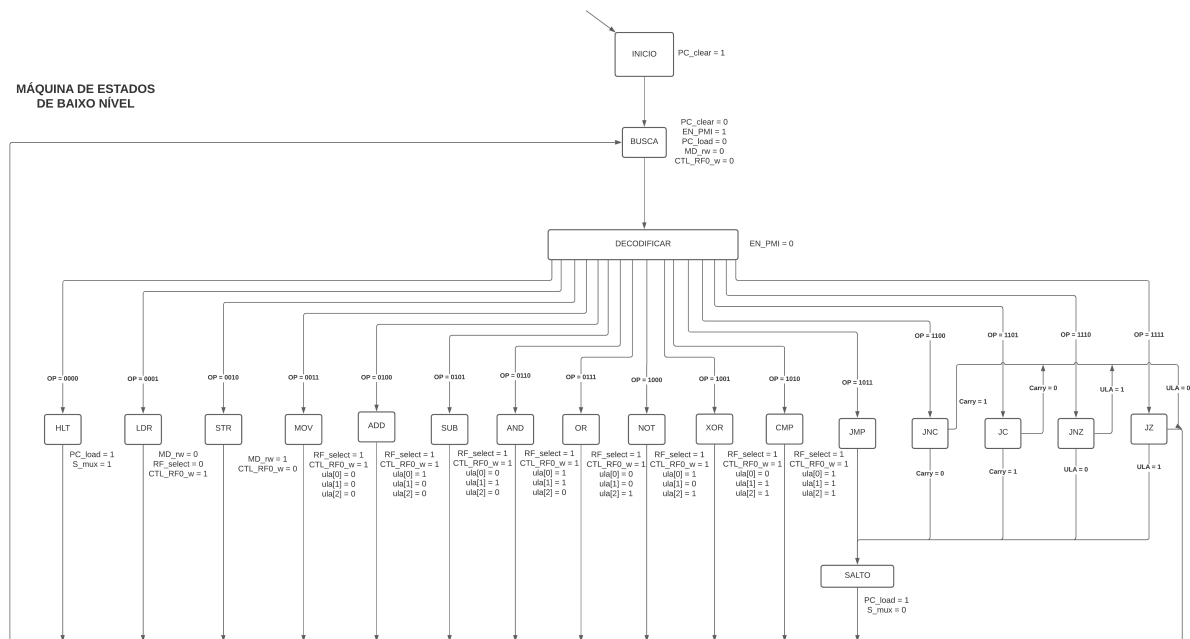 INICIO
PC_clear = 1
MÁQUINA DE ESTADOS
DE BAIXO NÍVEL
BUSCA
PC_clear = 0
EN_PMI = 1
PC_load = 0
MD_rw = 0
CTL_RF0_w = 0
DECODIFICAR
EN_PMI = 0
OP = 0000
OP = 0001
OP = 0010
OP = 0011
OP = 0100
OP = 0101
OP = 0110
OP = 0111
OP = 1000
OP = 1001
OP = 1010
OP = 1011
OP = 1100
OP = 1101
OP = 1110
OP = 1111
Carry = 1
Carry = 0
ULA = 1
ULA = 0
HLT
LDR
STR
MOV
ADD
SUB
AND
OR
NOT
XOR
CMP
JMP
JNC
JC
JNZ
JZ
PC_load = 1
S_mux = 1
MD_rw = 0
RF_select = 0
CTL_RF0_w = 1
MD_rw = 1
CTL_RF0_w = 0
RF_select = 1
CTL_RF0_w = 1
ula[0] = 0
ula[1] = 0
ula[2] = 0
RF_select = 1
CTL_RF0_w = 1
ula[0] = 1
ula[1] = 0
ula[2] = 0
RF_select = 1
CTL_RF0_w = 1
ula[0] = 0
ula[1] = 1
ula[2] = 0
RF_select = 1
CTL_RF0_w = 1
ula[0] = 1
ula[1] = 1
ula[2] = 0
RF_select = 1
CTL_RF0_w = 1
ula[0] = 0
ula[1] = 0
ula[2] = 1
RF_select = 1
CTL_RF0_w = 1
ula[0] = 1
ula[1] = 0
ula[2] = 1
RF_select = 1
CTL_RF0_w = 1
ula[0] = 0
ula[1] = 1
ula[2] = 1
RF_select = 1
CTL_RF0_w = 1
ula[0] = 1
ula[1] = 1
ula[2] = 1
Carry = 0
Carry = 1
ULA = 0
ULA = 1
SALTO
PC_load = 1
S_mux = 0